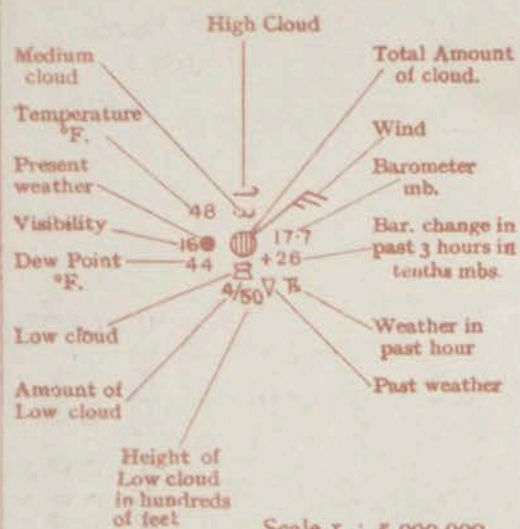 High Cloud
Medium
cloud
Total Amount
of cloud.
Temperature
°F.
Wind
Present
weather
Barometer
mb.
Visibility
Bar. change in
past 3 hours in
tenths mbs.
Dew Point
°F.
48
16
17·7
44
+26
4/50
Low cloud
Weather in
past hour
Amount of
Low cloud
Past weather
Height of
Low cloud
in hundreds
of feet